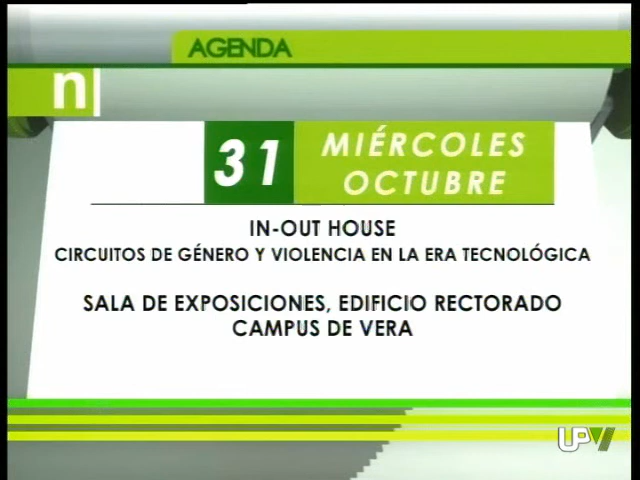 AGENDA
n
31 MIÉRCOLES
OCTUBRE
IN-OUT HOUSE
CIRCUITOS DE GÉNERO Y VIOLENCIA EN LA ERA TECNOLÓGICA
SALA DE EXPOSICIONES, EDIFICIO RECTORADO
CAMPUS DE VERA
UPV